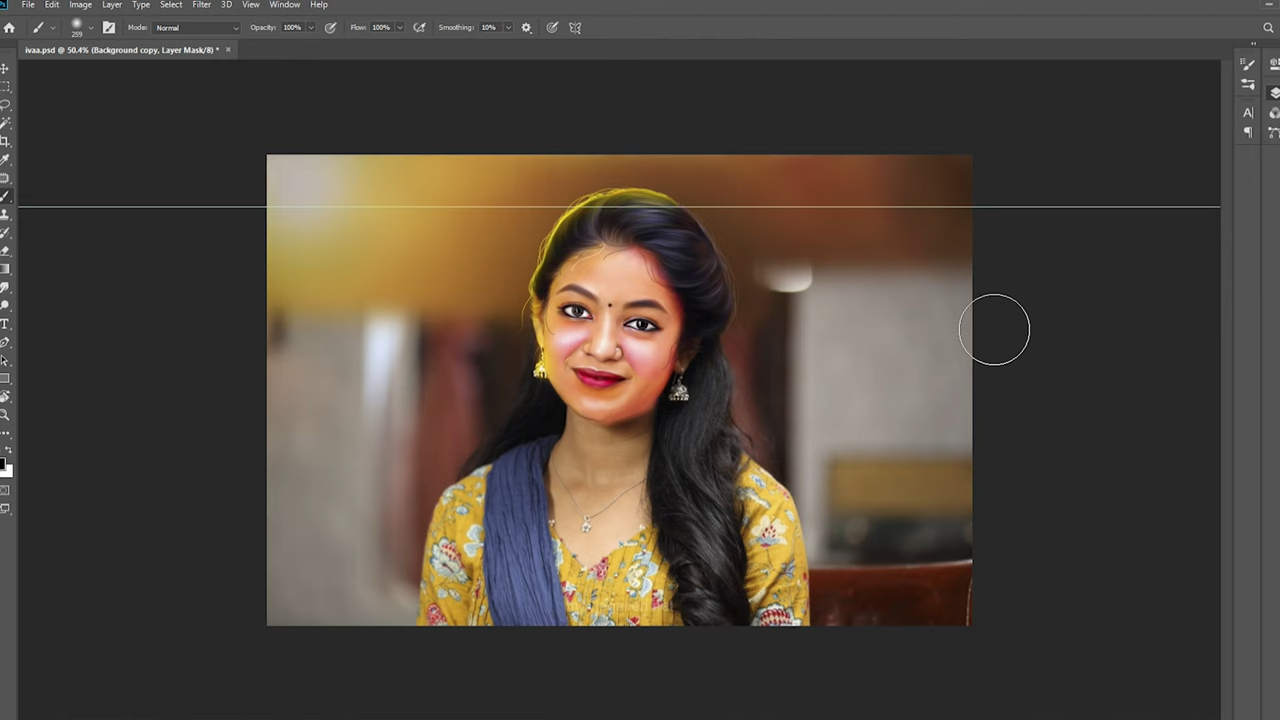 File Edit Image Layer Type Select Filter 3D View Window Help
259 Mode: Normal Opacity: 100% Flow: 100% Smoothing: 10%
ivaa.psd @ 50.4% (Background copy, Layer Mask/8) * ×